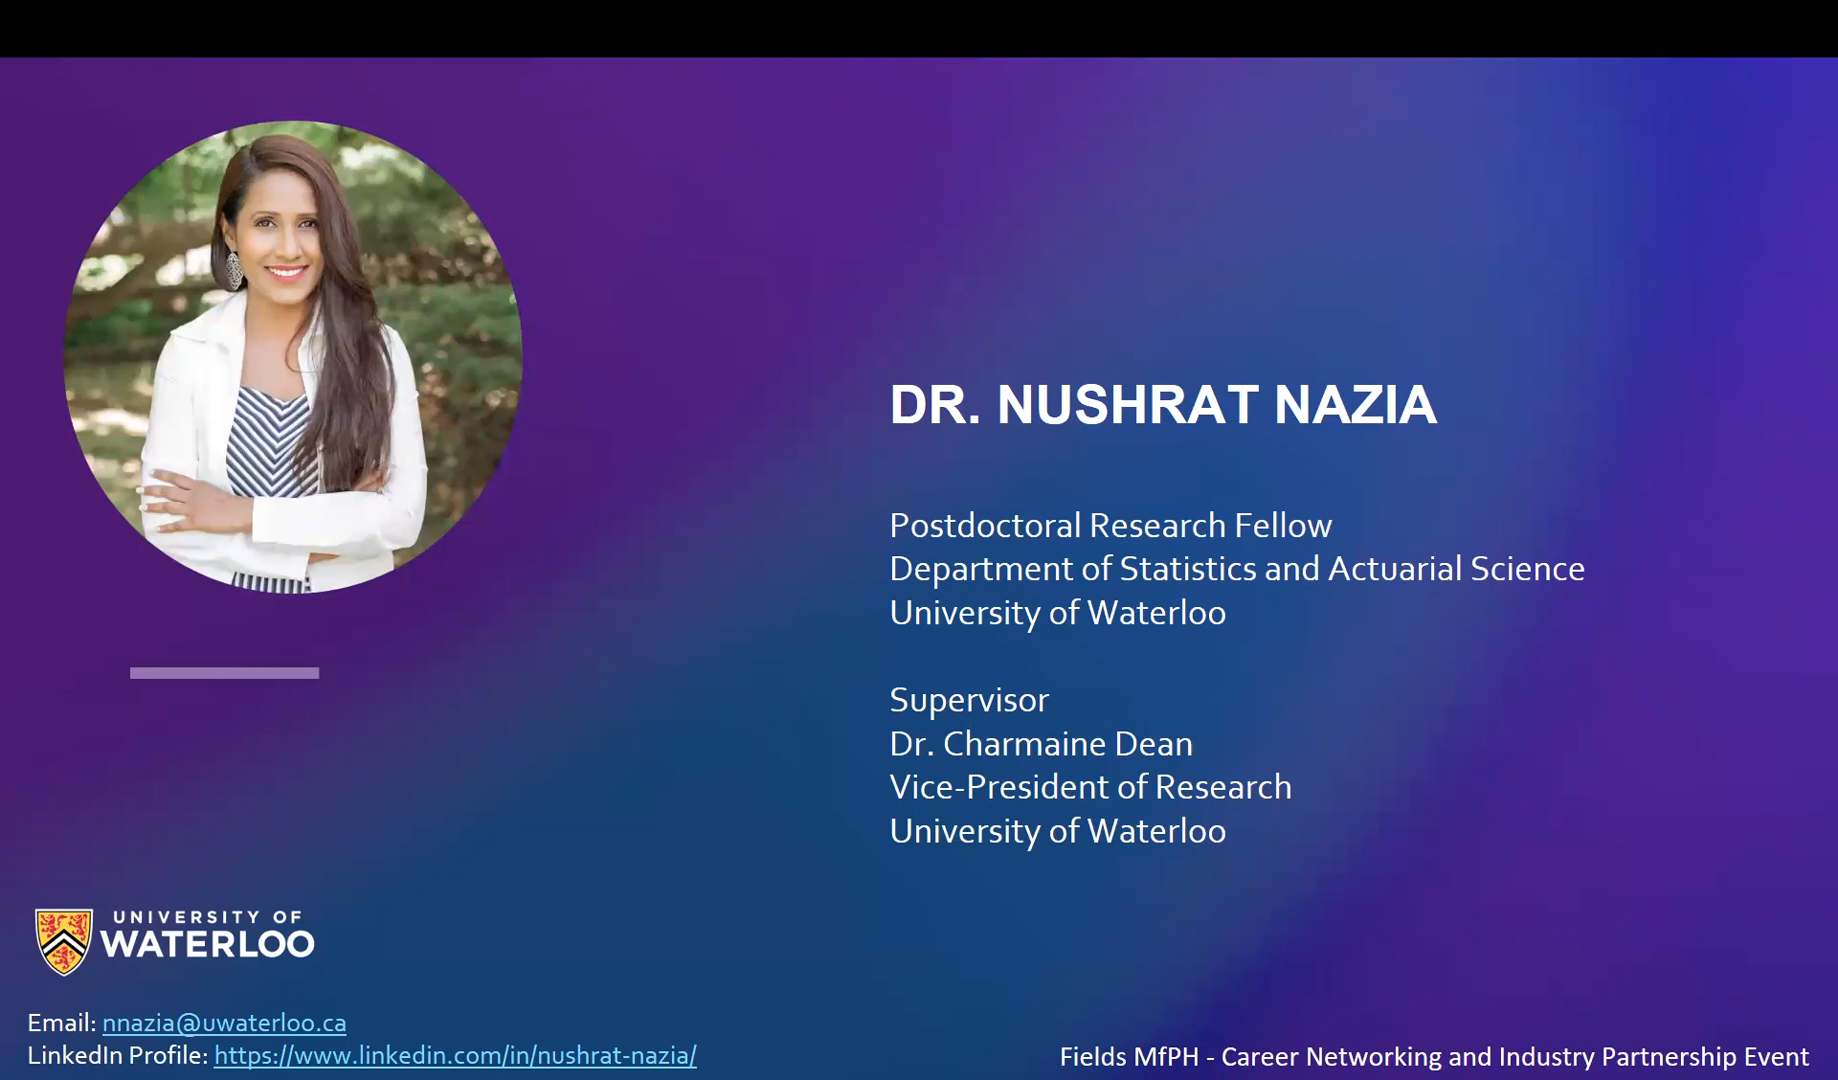 DR. NUSHRAT NAZIA
Postdoctoral Research Fellow
Department of Statistics and Actuarial Science
University of Waterloo
Supervisor
Dr. Charmaine Dean
Vice-President of Research
University of Waterloo
UNIVERSITY OF
WATERLOO
Email: nnazia@uwaterloo.ca
LinkedIn Profile: https://www.linkedin.com/in/nushrat-nazia/
Fields MfPH - Career Networking and Industry Partnership Event